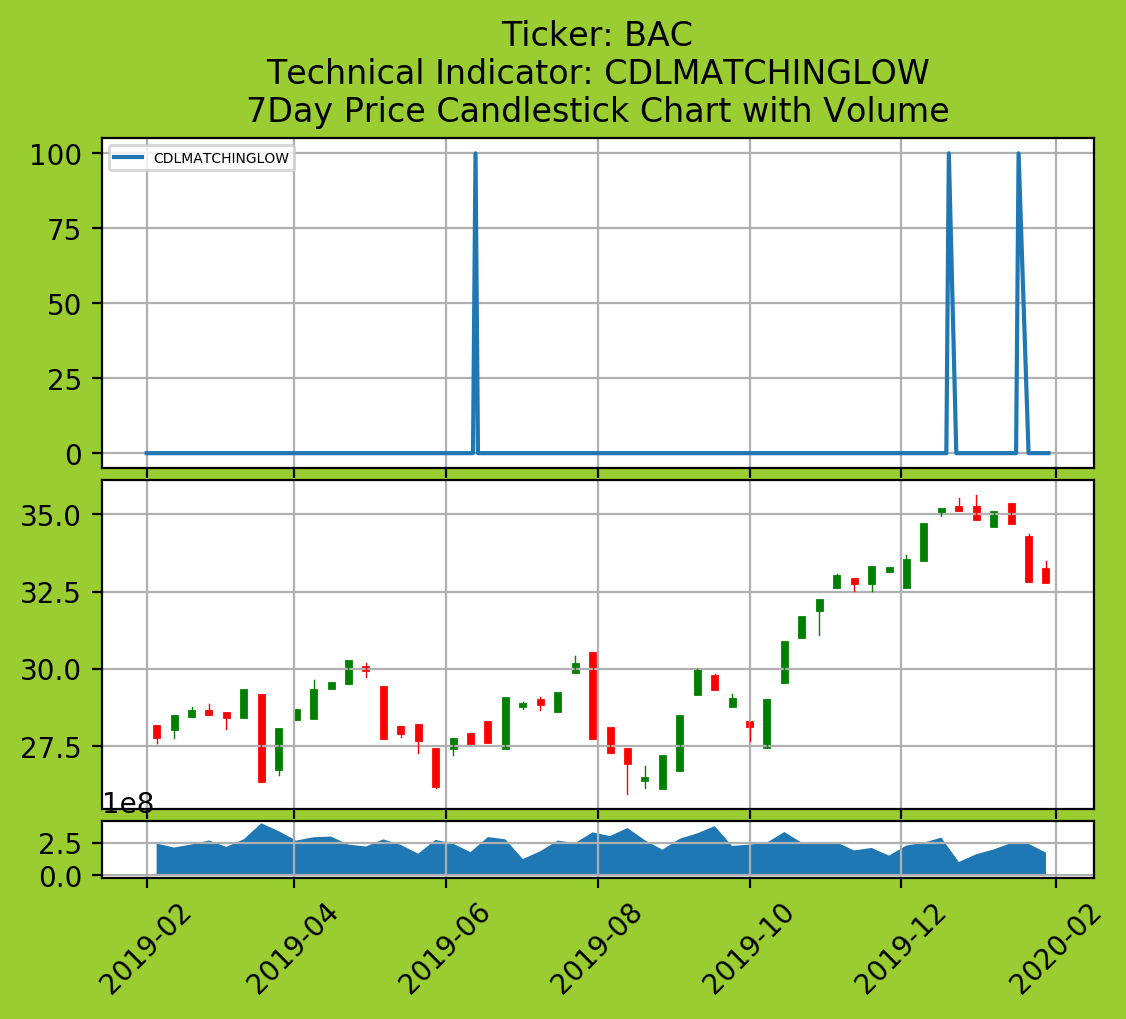 Ticker: BAC
Technical Indicator: CDLMATCHINGLOW
7Day Price Candlestick Chart with Volume
CDLMATCHINGLOW
100
75
50
25
0
35.0
32.5
30.0
27.5
1e8
2.5
0.0
2019-02 2019-04 2019-06 2019-08 2019-10 2019-12 2020-02